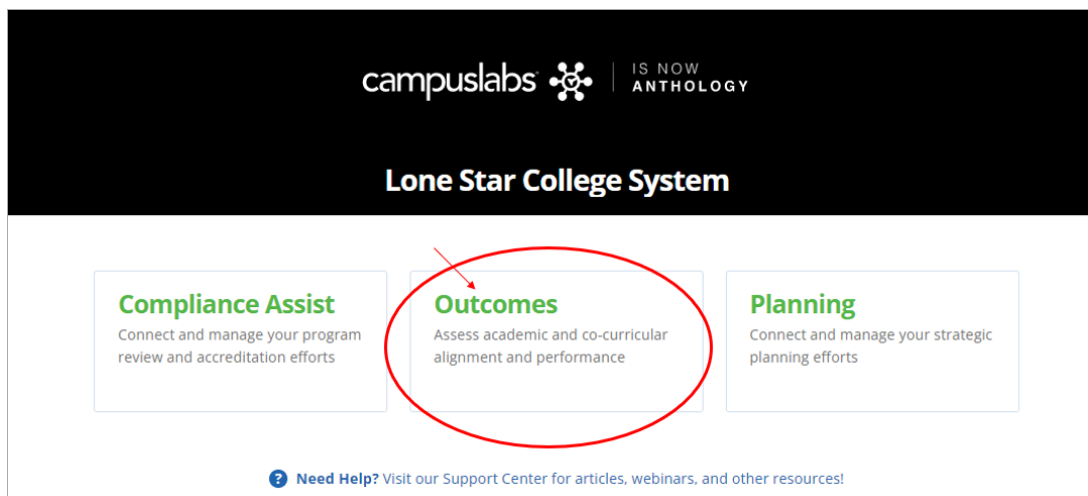 campuslabs
IS NOW
ANTHOLOGY
Lone Star College System
Compliance Assist
Connect and manage your program
review and accreditation efforts
Outcomes
Assess academic and co-curricular
alignment and performance
Planning
Connect and manage your strategic
planning efforts
? Need Help? Visit our Support Center for articles, webinars, and other resources!